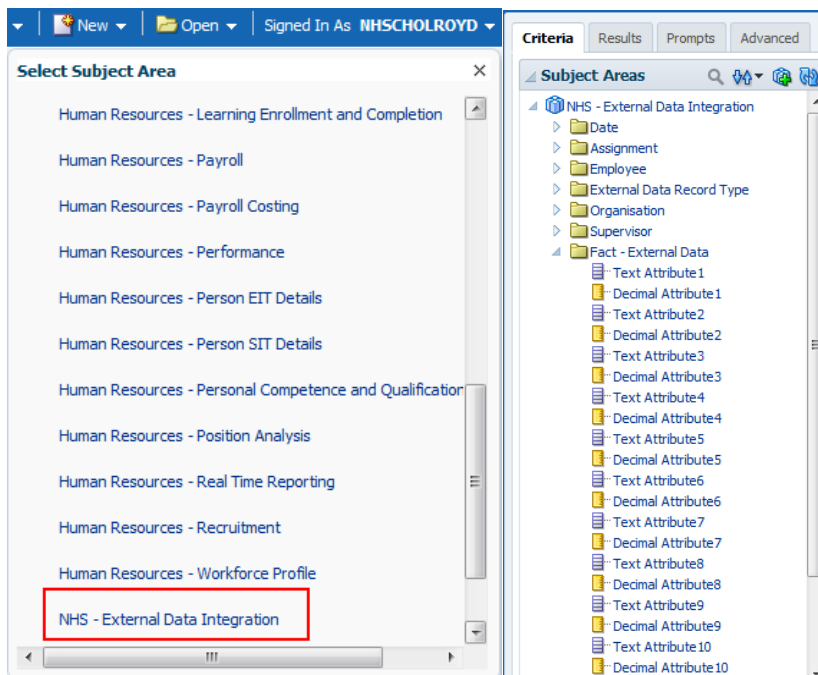 New Open Signed In As NHSCHOLROYD
Select Subject Area
Human Resources - Learning Enrollment and Completion
Human Resources - Payroll
Human Resources - Payroll Costing
Human Resources - Performance
Human Resources - Person EIT Details
Human Resources - Person SIT Details
Human Resources - Personal Competence and Qualification
Human Resources - Position Analysis
Human Resources - Real Time Reporting
Human Resources - Recruitment
Human Resources - Workforce Profile
NHS - External Data Integration
Criteria Results Prompts Advanced
Subject Areas
NHS - External Data Integration
Date
Assignment
Employee
External Data Record Type
Organisation
Supervisor
Fact - External Data
Text Attribute1
Decimal Attribute1
Text Attribute2
Decimal Attribute2
Text Attribute3
Decimal Attribute3
Text Attribute4
Decimal Attribute4
Text Attribute5
Decimal Attribute5
Text Attribute6
Decimal Attribute6
Text Attribute7
Decimal Attribute7
Text Attribute8
Decimal Attribute8
Text Attribute9
Decimal Attribute9
Text Attribute10
Decimal Attribute10